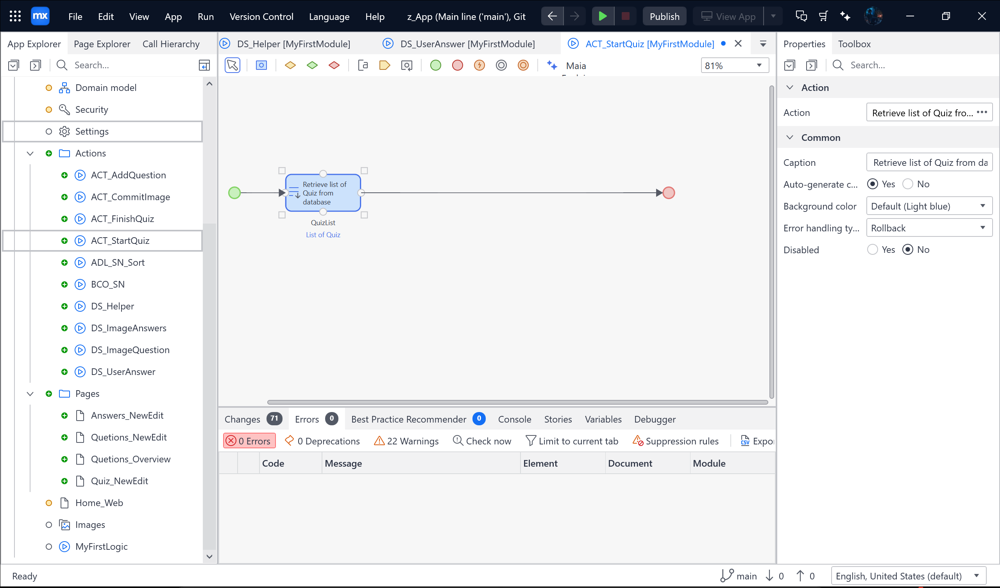 mx File Edit View App Run Version Control Language Help z_App (Main line ('main'), Git Publish View App
App Explorer Page Explorer Call Hierarchy
Search...
Domain model
Security
Settings
Actions
ACT_AddQuestion
ACT_CommitImage
ACT_FinishQuiz
ACT_StartQuiz
ADL_SN_Sort
BCO_SN
DS_Helper
DS_ImageAnswers
DS_ImageQuestion
DS_UserAnswer
Pages
Answers_NewEdit
Quetions_NewEdit
Quetions_Overview
Quiz_NewEdit
Home_Web
Images
MyFirstLogic
DS_Helper [MyFirstModule] DS_UserAnswer [MyFirstModule] ACT_StartQuiz [MyFirstModule]
Maia
81%
Retrieve list of
Quiz from
database
QuizList
List of Quiz
Changes 71 Errors 0 Best Practice Recommender 0 Console Stories Variables Debugger
0 Errors 0 Deprecations 22 Warnings Check now Limit to current tab Suppression rules CSV Expor
Code Message Element Document Module
Properties Toolbox
Search...
Action
Action Retrieve list of Quiz fro... •••
Common
Caption Retrieve list of Quiz from da
Auto-generate c... Yes No
Background color Default (Light blue)
Error handling ty... Rollback
Disabled Yes No
Ready main 0 0 English, United States (default)